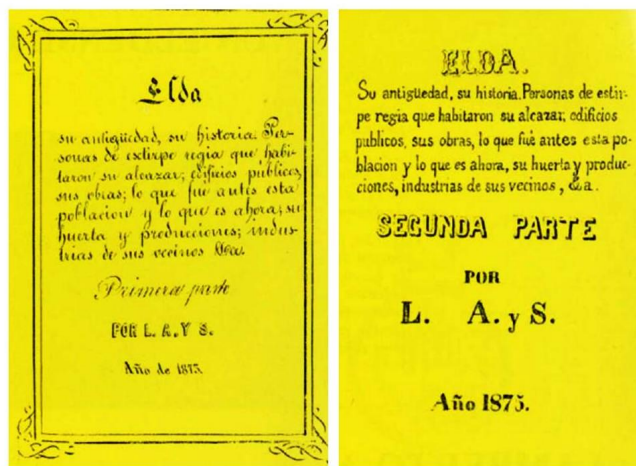 Elda
su antigüedad, su historia. Per-
sonas de extirpe regia que habi-
taron su alcazar; edificios públicos,
sus obras; lo que fué antes esta
poblacion y lo que es ahora; su
huerta y producciones; indus-
trias de sus vecinos &ca.
Primera parte
POR L. A. Y S.
Año de 1875
ELDA.
Su antigüedad, su historia. Personas de estir-
pe regia que habitaron su alcazar, edificios
publicos, sus obras, lo que fué antes esta po-
blacion y lo que es ahora, su huerta y produc-
ciones, industrias de sus vecinos, &a.
SEGUNDA PARTE
POR
L. A. y S.
Año 1875.